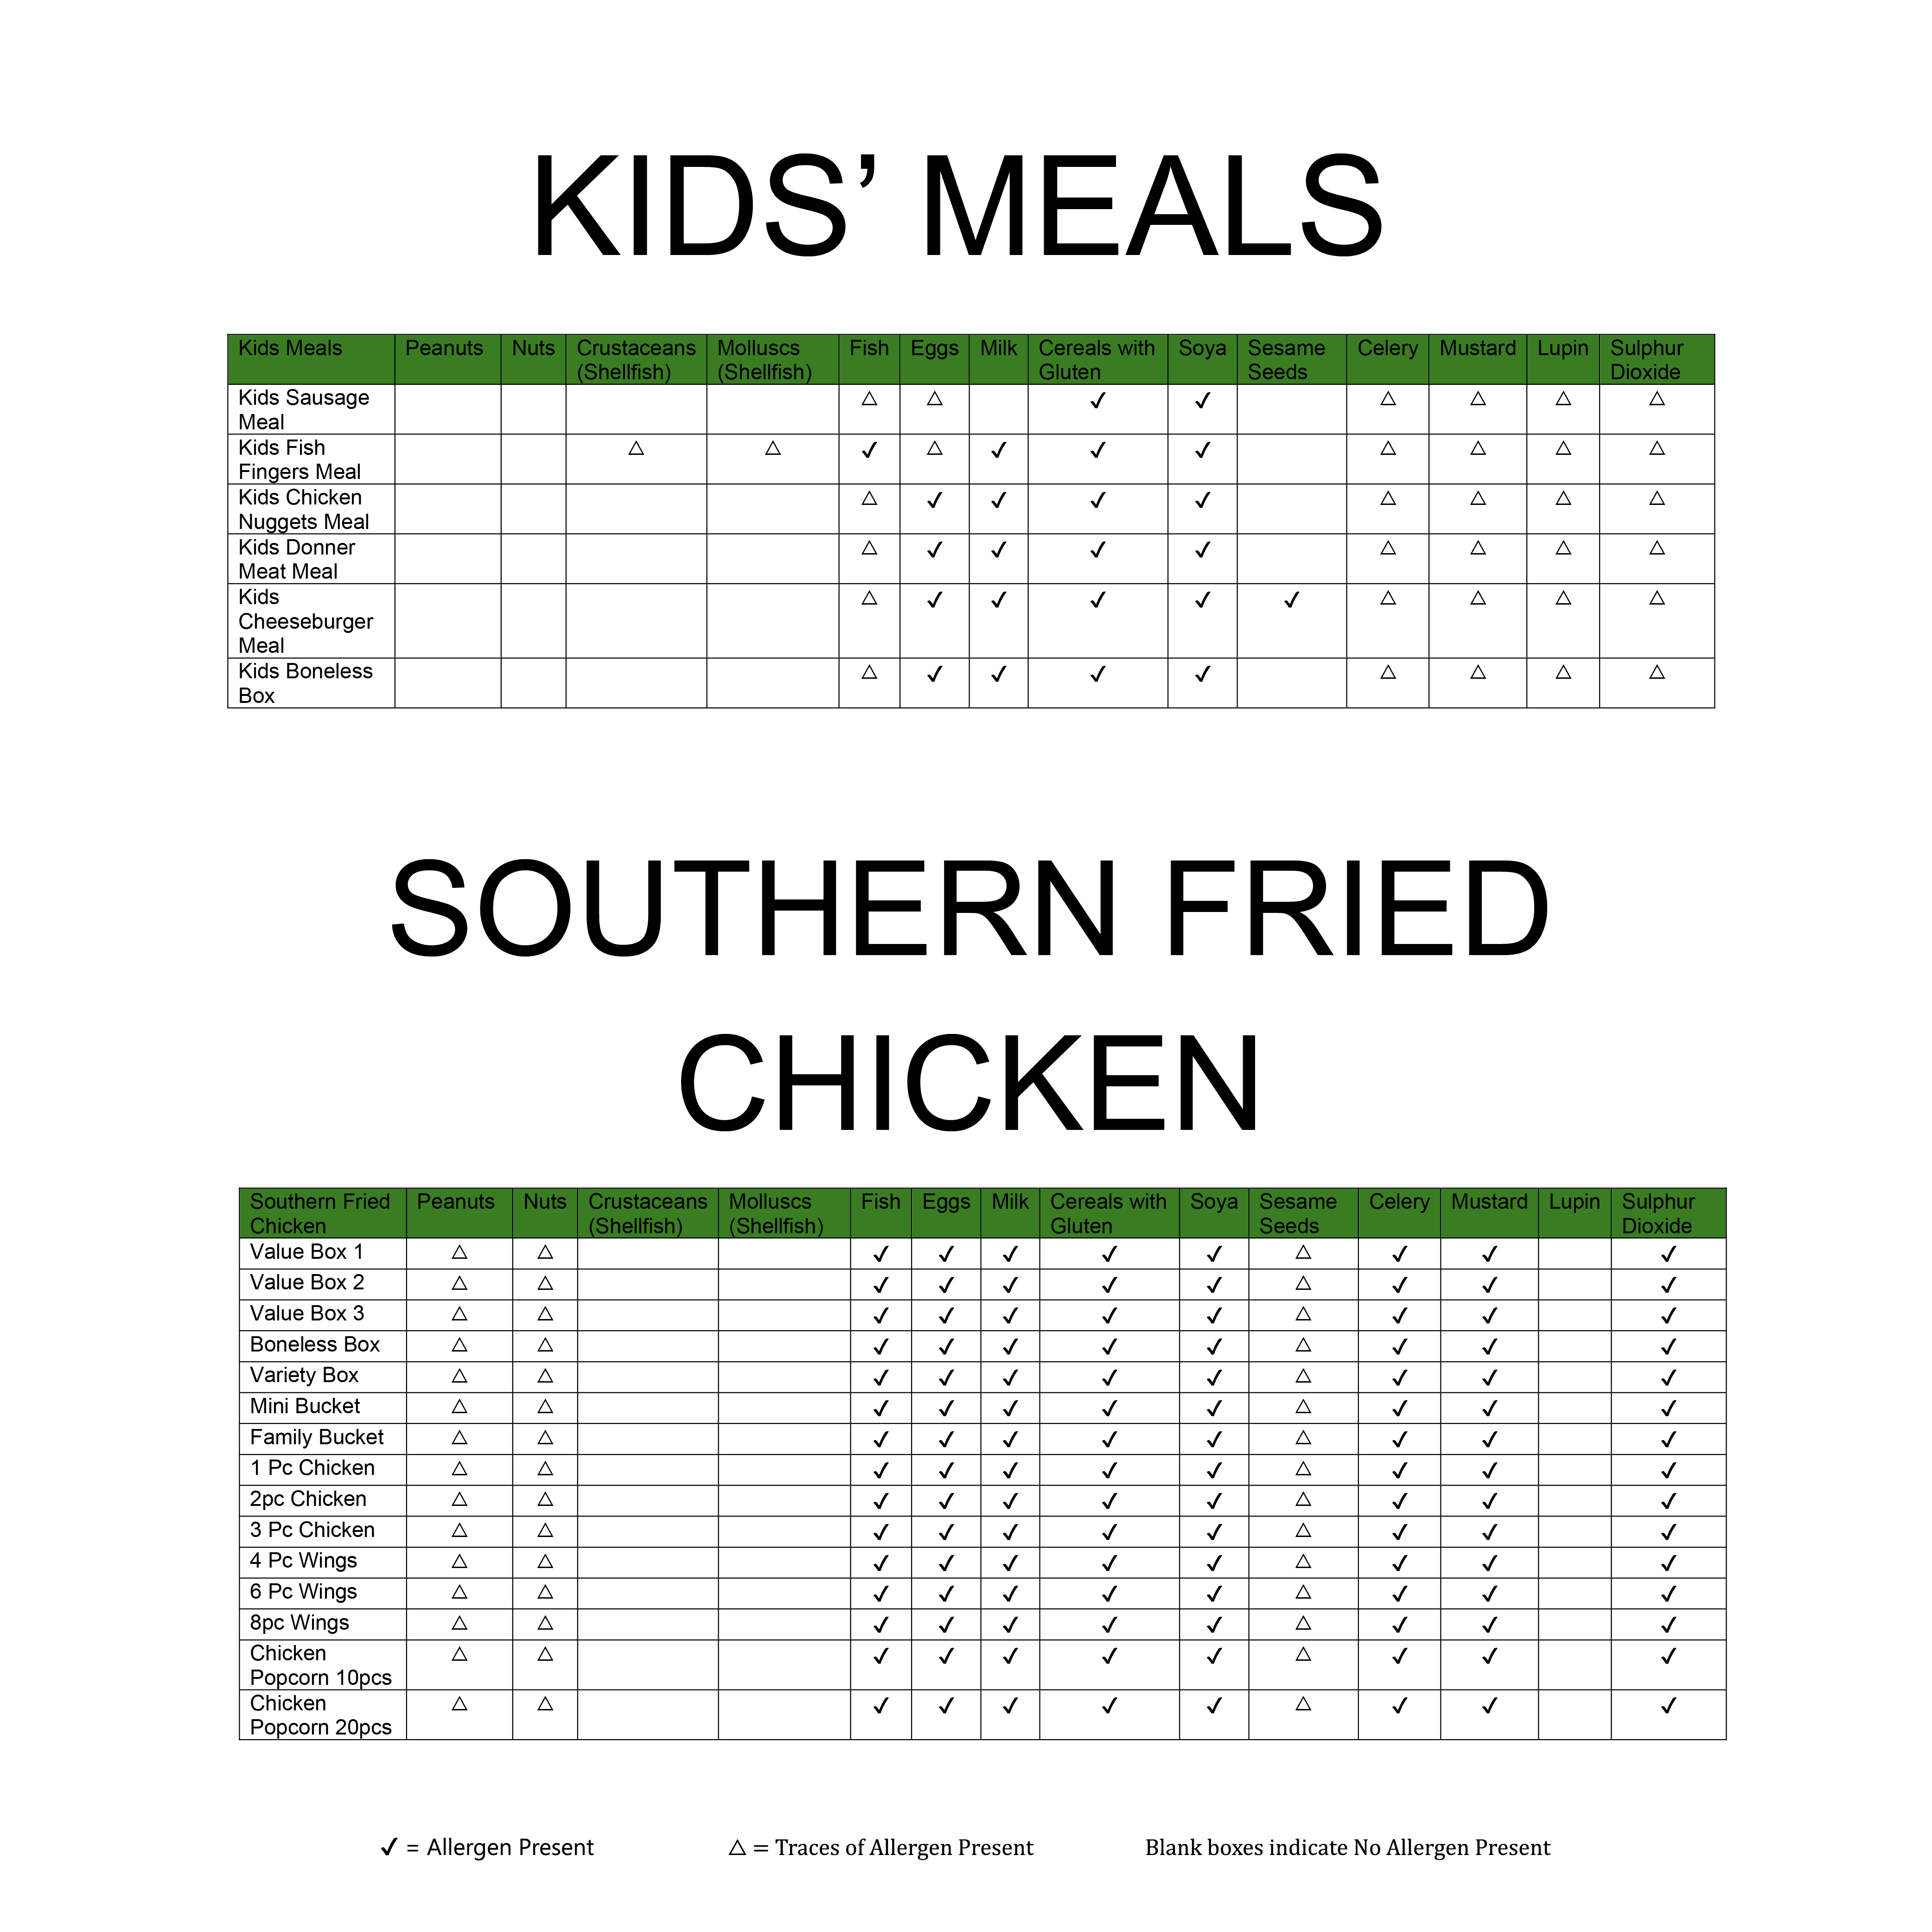 KIDS’ MEALS
Kids Meals Peanuts Nuts Crustaceans Molluscs Fish Eggs Milk Cereals with Soya Sesame Celery Mustard Lupin Sulphur
(Shellfish) (Shellfish) Gluten Seeds Dioxide
Kids Sausage △ △ ✓ ✓ △ △ △ △
Meal
Kids Fish △ △ ✓ △ ✓ ✓ ✓ △ △ △ △
Fingers Meal
Kids Chicken △ ✓ ✓ ✓ ✓ △ △ △ △
Nuggets Meal
Kids Donner △ ✓ ✓ ✓ ✓ △ △ △ △
Meat Meal
Kids △ ✓ ✓ ✓ ✓ ✓ △ △ △ △
Cheeseburger
Meal
Kids Boneless △ ✓ ✓ ✓ ✓ △ △ △ △
Box
SOUTHERN FRIED
CHICKEN
Southern Fried Peanuts Nuts Crustaceans Molluscs Fish Eggs Milk Cereals with Soya Sesame Celery Mustard Lupin Sulphur
Chicken (Shellfish) (Shellfish) Gluten Seeds Dioxide
Value Box 1 △ △ ✓ ✓ ✓ ✓ ✓ △ ✓ ✓ ✓
Value Box 2 △ △ ✓ ✓ ✓ ✓ ✓ △ ✓ ✓ ✓
Value Box 3 △ △ ✓ ✓ ✓ ✓ ✓ △ ✓ ✓ ✓
Boneless Box △ △ ✓ ✓ ✓ ✓ ✓ △ ✓ ✓ ✓
Variety Box △ △ ✓ ✓ ✓ ✓ ✓ △ ✓ ✓ ✓
Mini Bucket △ △ ✓ ✓ ✓ ✓ ✓ △ ✓ ✓ ✓
Family Bucket △ △ ✓ ✓ ✓ ✓ ✓ △ ✓ ✓ ✓
1 Pc Chicken △ △ ✓ ✓ ✓ ✓ ✓ △ ✓ ✓ ✓
2pc Chicken △ △ ✓ ✓ ✓ ✓ ✓ △ ✓ ✓ ✓
3 Pc Chicken △ △ ✓ ✓ ✓ ✓ ✓ △ ✓ ✓ ✓
4 Pc Wings △ △ ✓ ✓ ✓ ✓ ✓ △ ✓ ✓ ✓
6 Pc Wings △ △ ✓ ✓ ✓ ✓ ✓ △ ✓ ✓ ✓
8pc Wings △ △ ✓ ✓ ✓ ✓ ✓ △ ✓ ✓ ✓
Chicken △ △ ✓ ✓ ✓ ✓ ✓ △ ✓ ✓ ✓
Popcorn 10pcs
Chicken △ △ ✓ ✓ ✓ ✓ ✓ △ ✓ ✓ ✓
Popcorn 20pcs
✓ = Allergen Present △ = Traces of Allergen Present Blank boxes indicate No Allergen Present